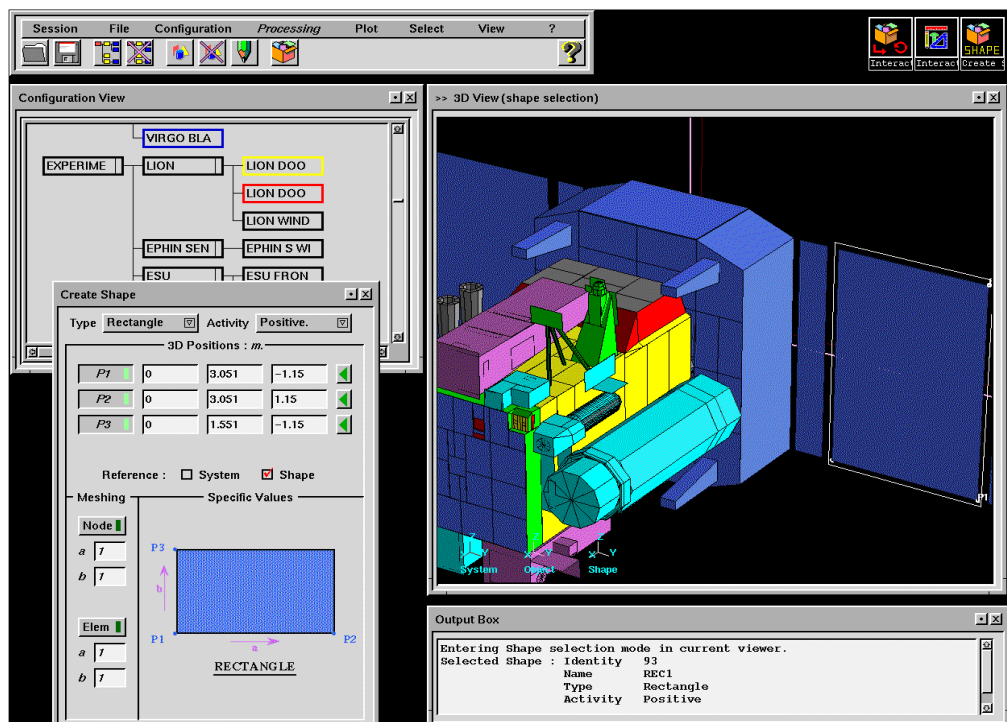 Session File Configuration Processing Plot Select View ?
Interac Interac Create S
SHAPE
Configuration View
VIRGO BLA
EXPERIME LION LION DOO
LION DOO
LION WIND
EPHIN SEN EPHIN S WI
ESU ESU FRON
>> 3D View (shape selection)
P1
Z
Y
System
X Y
Object
Z
X Y
Shape
Create Shape
Type Rectangle Activity Positive.
3D Positions : m.
P1 0 3.051 −1.15
P2 0 3.051 1.15
P3 0 1.551 −1.15
Reference : System Shape
Meshing Specific Values
Node
a 1
b 1
Elem
a 1
b 1
P3
b
P1 a P2
RECTANGLE
Output Box
Entering Shape selection mode in current viewer.
Selected Shape : Identity 93
Name REC1
Type Rectangle
Activity Positive